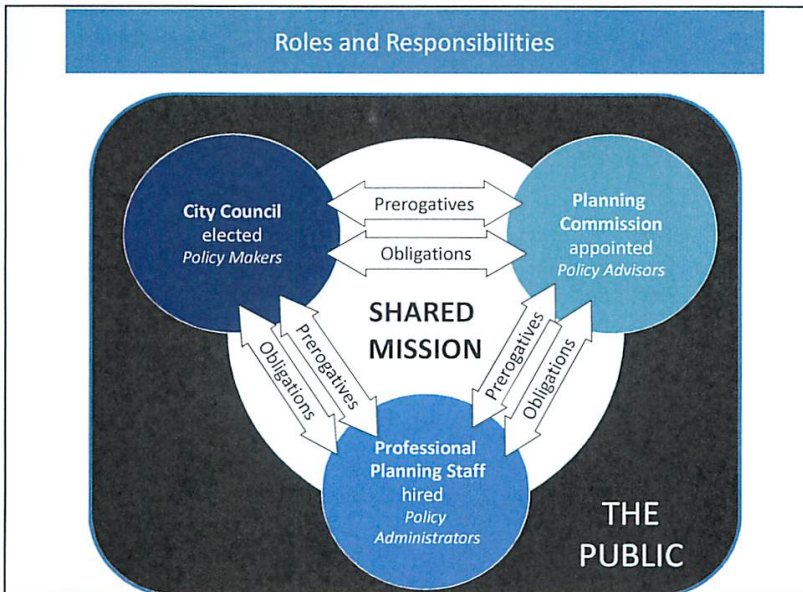 Roles and Responsibilities
City Council
elected
Policy Makers
Prerogatives
Obligations
Planning
Commission
appointed
Policy Advisors
SHARED
MISSION
Obligations
Prerogatives
Prerogatives
Obligations
Professional
Planning Staff
hired
Policy
Administrators
THE
PUBLIC